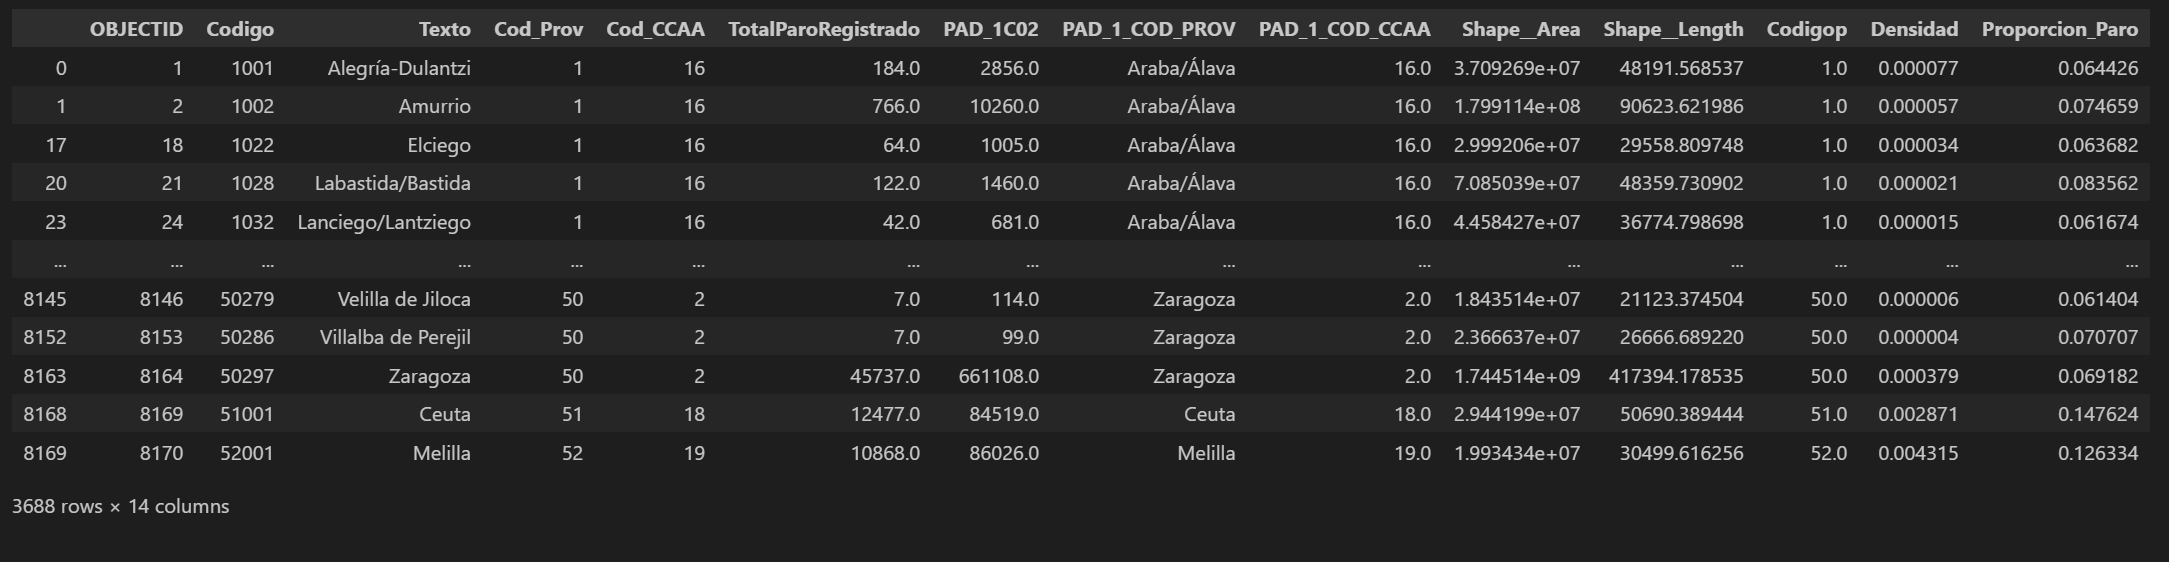 OBJECTID Codigo Texto Cod_Prov Cod_CCAA TotalParoRegistrado PAD_1C02 PAD_1_COD_PROV PAD_1_COD_CCAA Shape__Area Shape__Length Codigop Densidad Proporcion_Paro
0 1 1001 Alegría-Dulantzi 1 16 184.0 2856.0 Araba/Álava 16.0 3.709269e+07 48191.568537 1.0 0.000077 0.064426
1 2 1002 Amurrio 1 16 766.0 10260.0 Araba/Álava 16.0 1.799114e+08 90623.621986 1.0 0.000057 0.074659
17 18 1022 Elciego 1 16 64.0 1005.0 Araba/Álava 16.0 2.999206e+07 29558.809748 1.0 0.000034 0.063682
20 21 1028 Labastida/Bastida 1 16 122.0 1460.0 Araba/Álava 16.0 7.085039e+07 48359.730902 1.0 0.000021 0.083562
23 24 1032 Lanciego/Lantziego 1 16 42.0 681.0 Araba/Álava 16.0 4.458427e+07 36774.798698 1.0 0.000015 0.061674
... ... ... ... ... ... ... ... ... ... ... ... ... ... ...
8145 8146 50279 Velilla de Jiloca 50 2 7.0 114.0 Zaragoza 2.0 1.843514e+07 21123.374504 50.0 0.000006 0.061404
8152 8153 50286 Villalba de Perejil 50 2 7.0 99.0 Zaragoza 2.0 2.366637e+07 26666.689220 50.0 0.000004 0.070707
8163 8164 50297 Zaragoza 50 2 45737.0 661108.0 Zaragoza 2.0 1.744514e+09 417394.178535 50.0 0.000379 0.069182
8168 8169 51001 Ceuta 51 18 12477.0 84519.0 Ceuta 18.0 2.944199e+07 50690.389444 51.0 0.002871 0.147624
8169 8170 52001 Melilla 52 19 10868.0 86026.0 Melilla 19.0 1.993434e+07 30499.616256 52.0 0.004315 0.126334
3688 rows × 14 columns